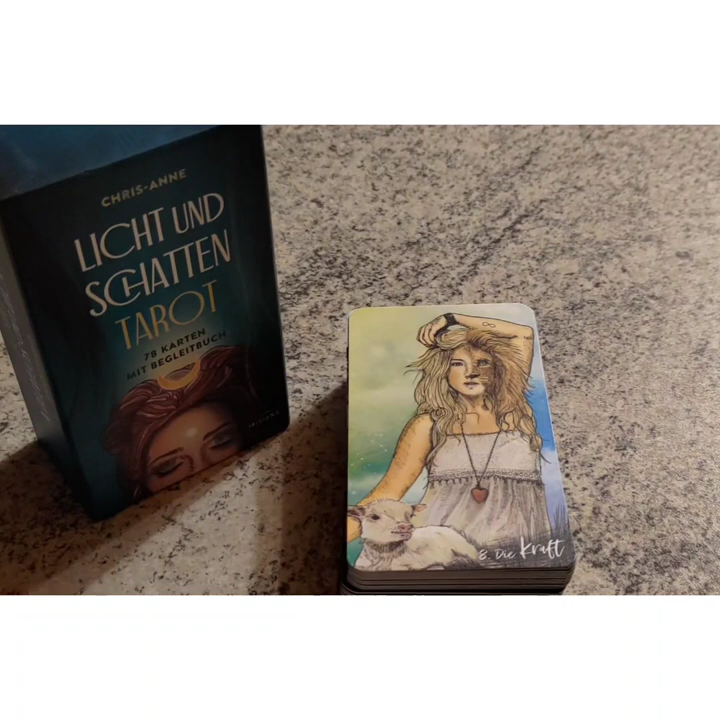 CHRIS-ANNE
LICHT UND
SCHATTEN
TAROT
78 KARTEN
MIT BEGLEITBUCH
8. Die Kraft